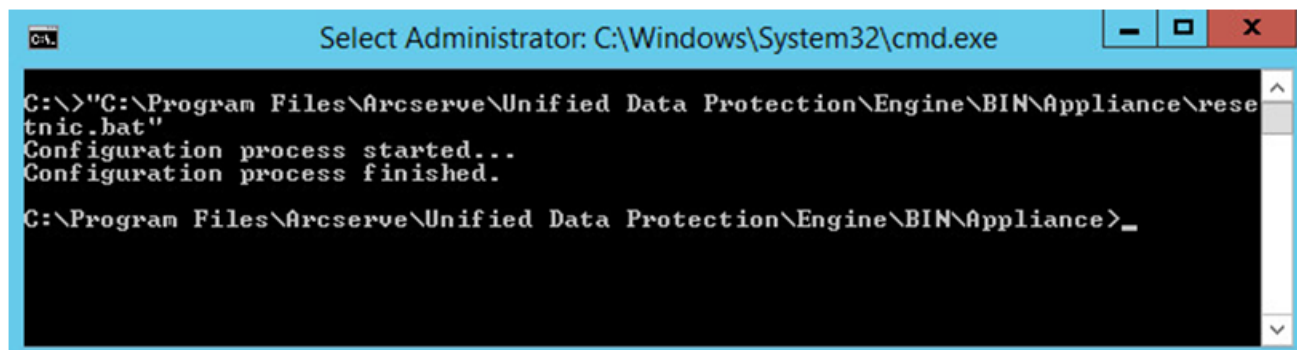 Select Administrator: C:\Windows\System32\cmd.exe
C:\>"C:\Program Files\Arcserve\Unified Data Protection\Engine\BIN\Appliance\rese
tnic.bat"
Configuration process started...
Configuration process finished.
C:\Program Files\Arcserve\Unified Data Protection\Engine\BIN\Appliance>_